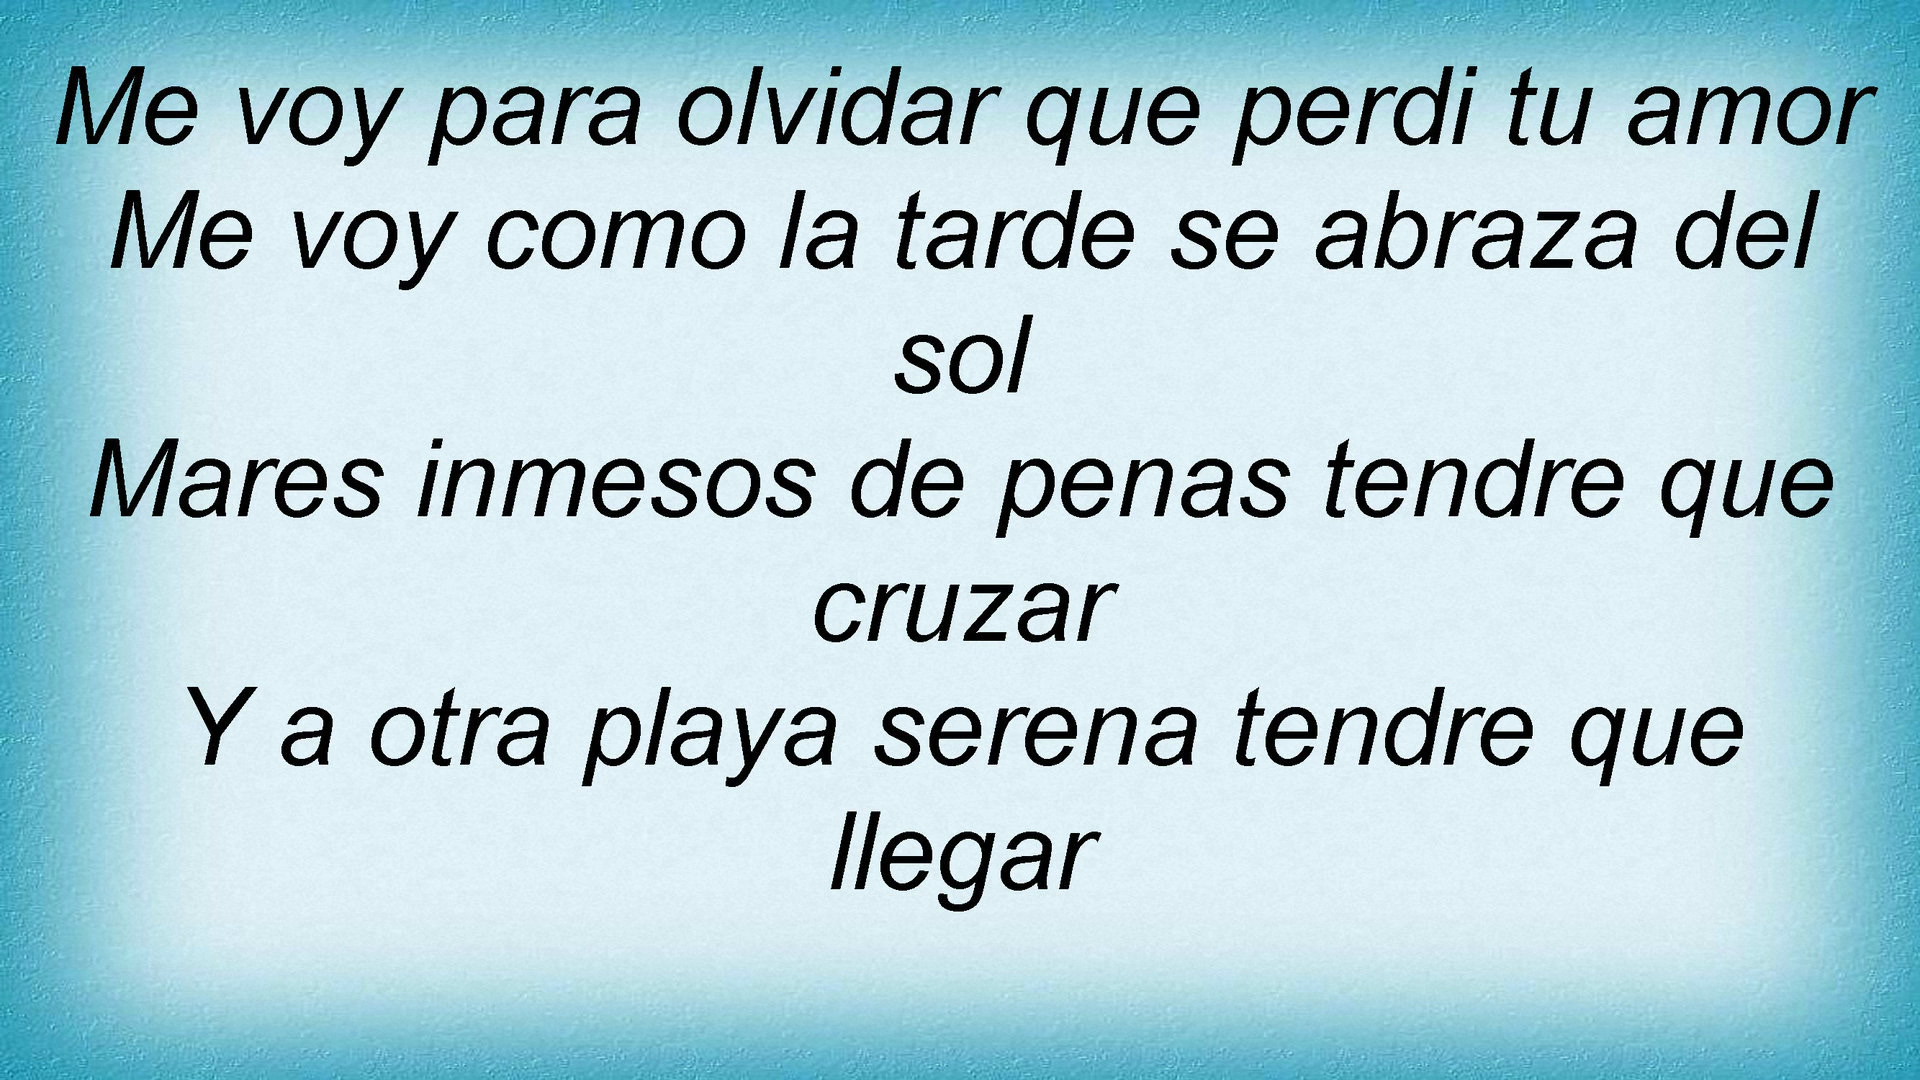 Me voy para olvidar que perdi tu amor
Me voy como la tarde se abraza del
sol
Mares inmesos de penas tendre que
cruzar
Y a otra playa serena tendre que
llegar